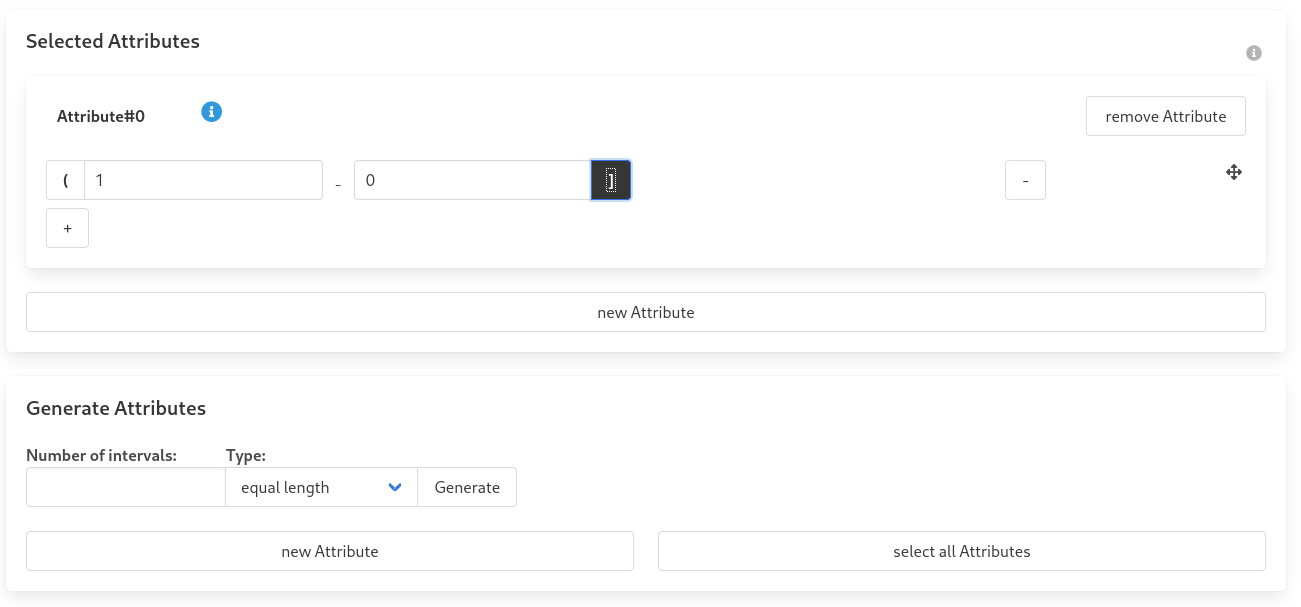 Selected Attributes
Attribute#0
remove Attribute
( 1 - 0 ] -
+
new Attribute
Generate Attributes
Number of intervals: Type:
equal length Generate
new Attribute select all Attributes